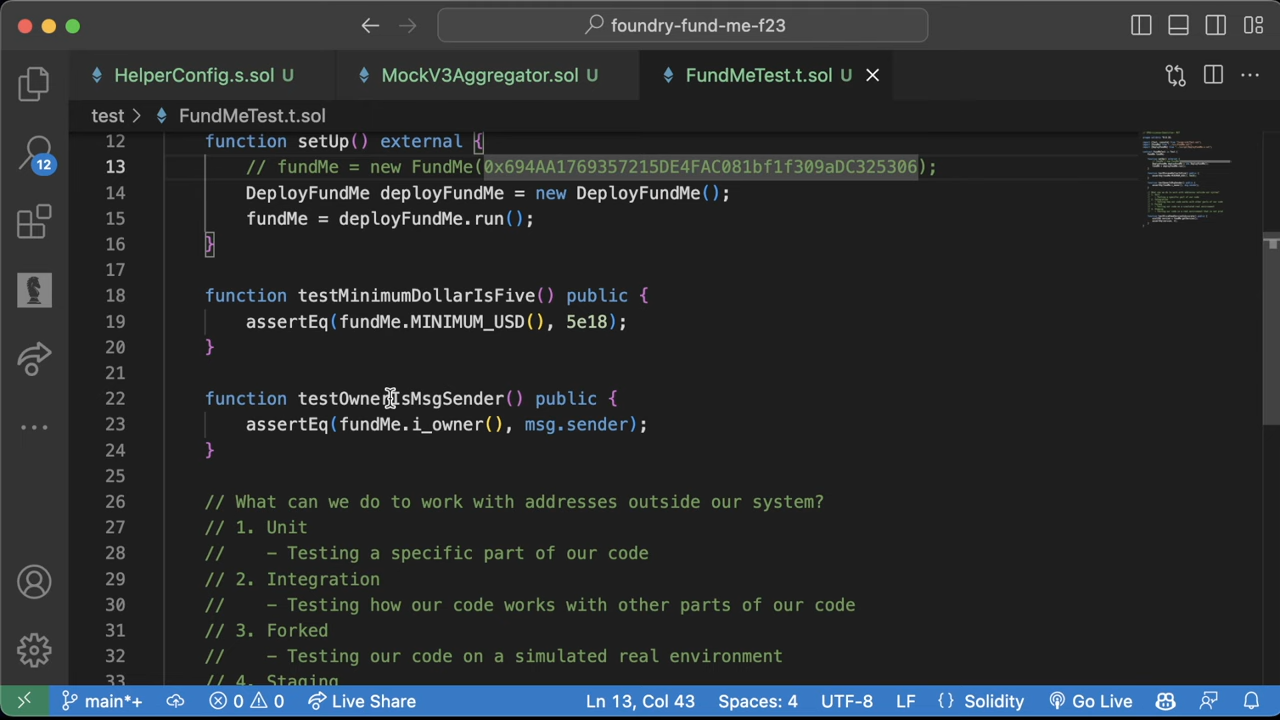 foundry-fund-me-f23
HelperConfig.s.sol U
MockV3Aggregator.sol U
FundMeTest.t.sol U
test > FundMeTest.t.sol
12 function setUp() external {
13 // fundMe = new FundMe(0x694AA1769357215DE4FAC081bf1f309aDC325306);
14 DeployFundMe deployFundMe = new DeployFundMe();
15 fundMe = deployFundMe.run();
16 }
17
18 function testMinimumDollarIsFive() public {
19 assertEq(fundMe.MINIMUM_USD(), 5e18);
20 }
21
22 function testOwnerIsMsgSender() public {
23 assertEq(fundMe.i_owner(), msg.sender);
24 }
25
26 // What can we do to work with addresses outside our system?
27 // 1. Unit
28 // - Testing a specific part of our code
29 // 2. Integration
30 // - Testing how our code works with other parts of our code
31 // 3. Forked
32 // - Testing our code on a simulated real environment
33 // 4. Staging
12
main*+
0 0
Live Share
Ln 13, Col 43
Spaces: 4
UTF-8
LF
{} Solidity
Go Live